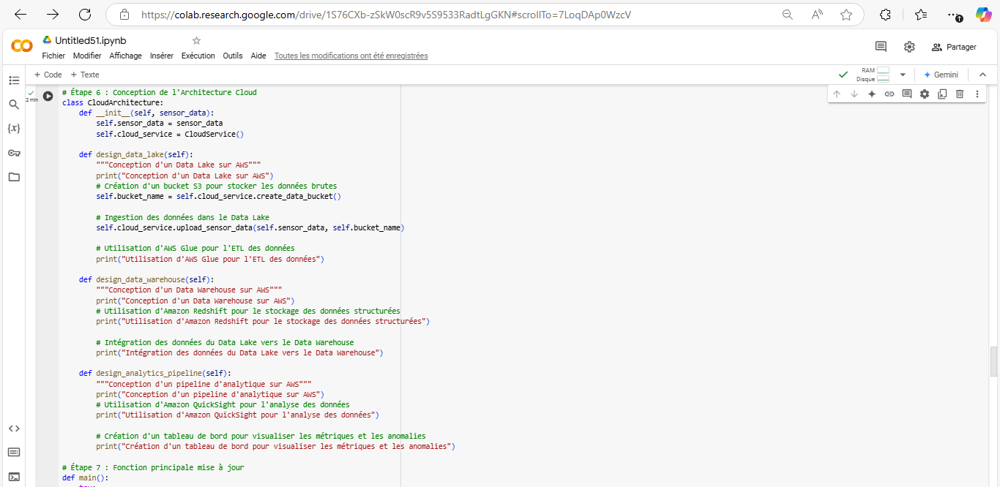 https://colab.research.google.com/drive/1S76CXb-zSkW0scR9v5S9533RadtLgGKN#scrollTo=7LoqDAp0WzcV
Untitled51.ipynb
Fichier Modifier Affichage Insérer Exécution Outils Aide Toutes les modifications ont été enregistrées
Partager
+ Code + Texte
RAM
Disque
Gemini
2 min
# Étape 6 : Conception de l'Architecture Cloud
class CloudArchitecture:
    def __init__(self, sensor_data):
        self.sensor_data = sensor_data
        self.cloud_service = CloudService()

    def design_data_lake(self):
        """Conception d'un Data Lake sur AWS"""
        print("Conception d'un Data Lake sur AWS")
        # Création d'un bucket S3 pour stocker les données brutes
        self.bucket_name = self.cloud_service.create_data_bucket()

        # Ingestion des données dans le Data Lake
        self.cloud_service.upload_sensor_data(self.sensor_data, self.bucket_name)

        # Utilisation d'AWS Glue pour l'ETL des données
        print("Utilisation d'AWS Glue pour l'ETL des données")

    def design_data_warehouse(self):
        """Conception d'un Data Warehouse sur AWS"""
        print("Conception d'un Data Warehouse sur AWS")
        # Utilisation d'Amazon Redshift pour le stockage des données structurées
        print("Utilisation d'Amazon Redshift pour le stockage des données structurées")

        # Intégration des données du Data Lake vers le Data Warehouse
        print("Intégration des données du Data Lake vers le Data Warehouse")

    def design_analytics_pipeline(self):
        """Conception d'un pipeline d'analytique sur AWS"""
        print("Conception d'un pipeline d'analytique sur AWS")
        # Utilisation d'Amazon QuickSight pour l'analyse des données
        print("Utilisation d'Amazon QuickSight pour l'analyse des données")

        # Création d'un tableau de bord pour visualiser les métriques et les anomalies
        print("Création d'un tableau de bord pour visualiser les métriques et les anomalies")

# Étape 7 : Fonction principale mise à jour
def main():